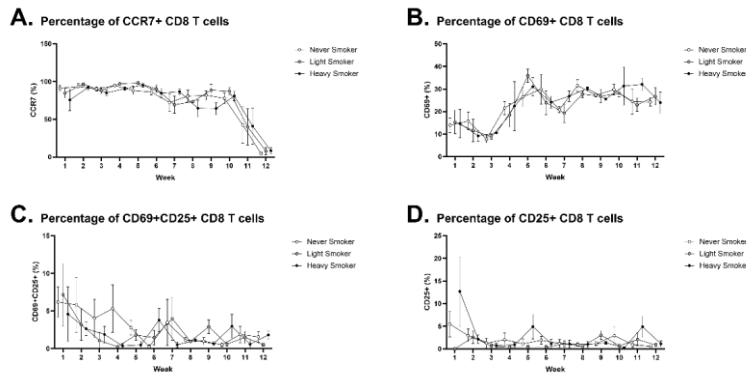 A. Percentage of CCR7+ CD8 T cells
CCR7 (%)
150
100
50
0
1 2 3 4 5 6 7 8 9 10 11 12
Week
Never Smoker
Light Smoker
Heavy Smoker
B. Percentage of CD69+ CD8 T cells
CD69+ (%)
50
40
30
20
10
0
1 2 3 4 5 6 7 8 9 10 11 12
Week
Never Smoker
Light Smoker
Heavy Smoker
C. Percentage of CD69+CD25+ CD8 T cells
CD69+CD25+ (%)
15
10
5
0
1 2 3 4 5 6 7 8 9 10 11 12
Week
Never Smoker
Light Smoker
Heavy Smoker
D. Percentage of CD25+ CD8 T cells
CD25+ (%)
25
20
15
10
5
0
1 2 3 4 5 6 7 8 9 10 11 12
Week
Never Smoker
Light Smoker
Heavy Smoker